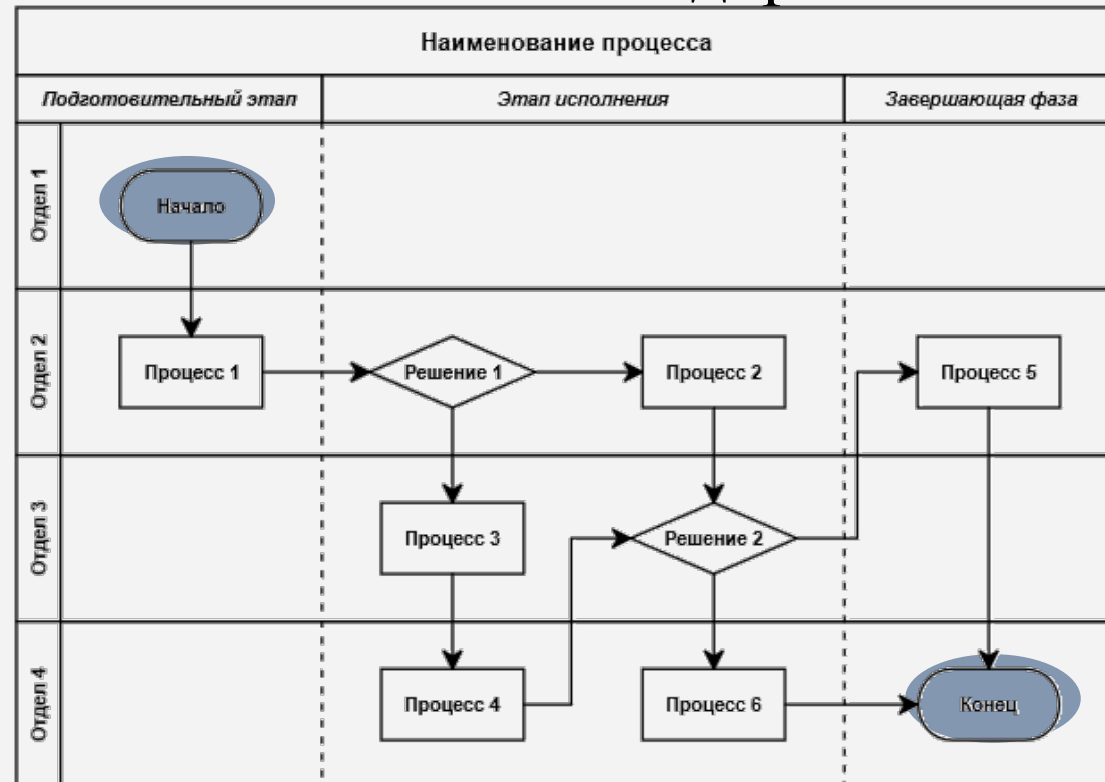 Наименование процесса
Подготовительный этап
Этап исполнения
Завершающая фаза
Отдел 1
Начало
Отдел 2
Процесс 1
Решение 1
Процесс 2
Процесс 5
Отдел 3
Процесс 3
Решение 2
Отдел 4
Процесс 4
Процесс 6
Конец